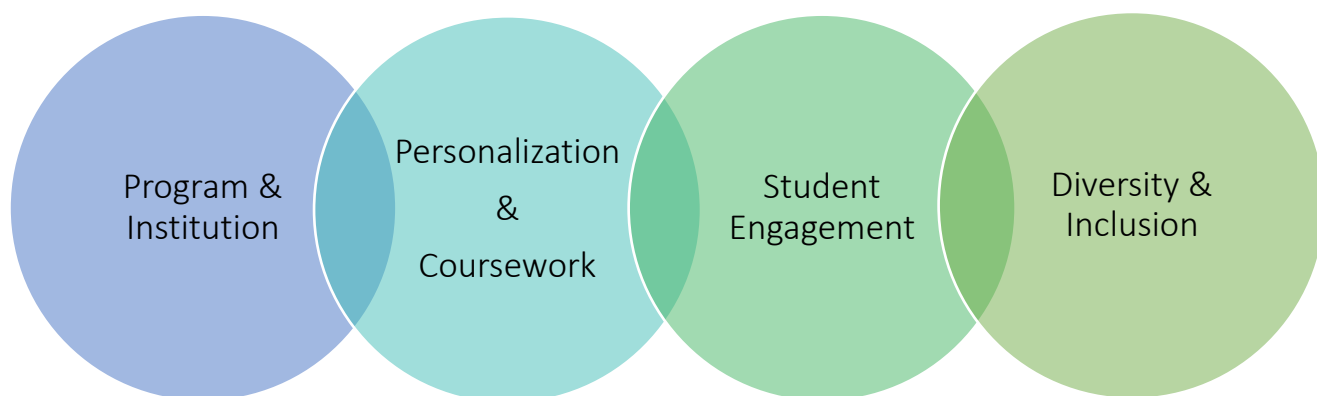 Program &
Institution
Personalization
&
Coursework
Student
Engagement
Diversity &
Inclusion